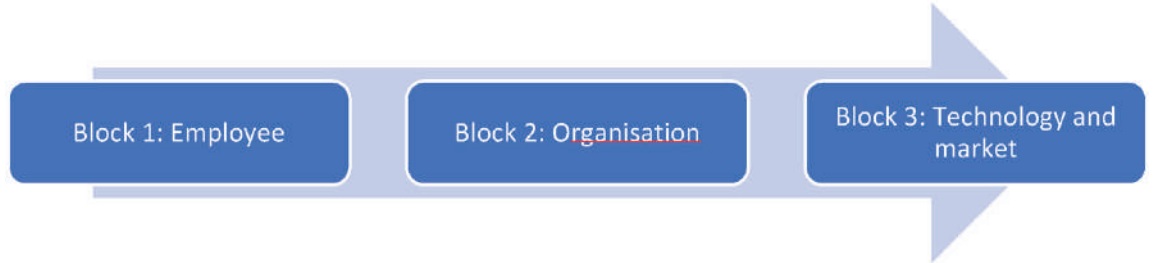 Block 1: Employee
Block 2: Organisation
Block 3: Technology and
market